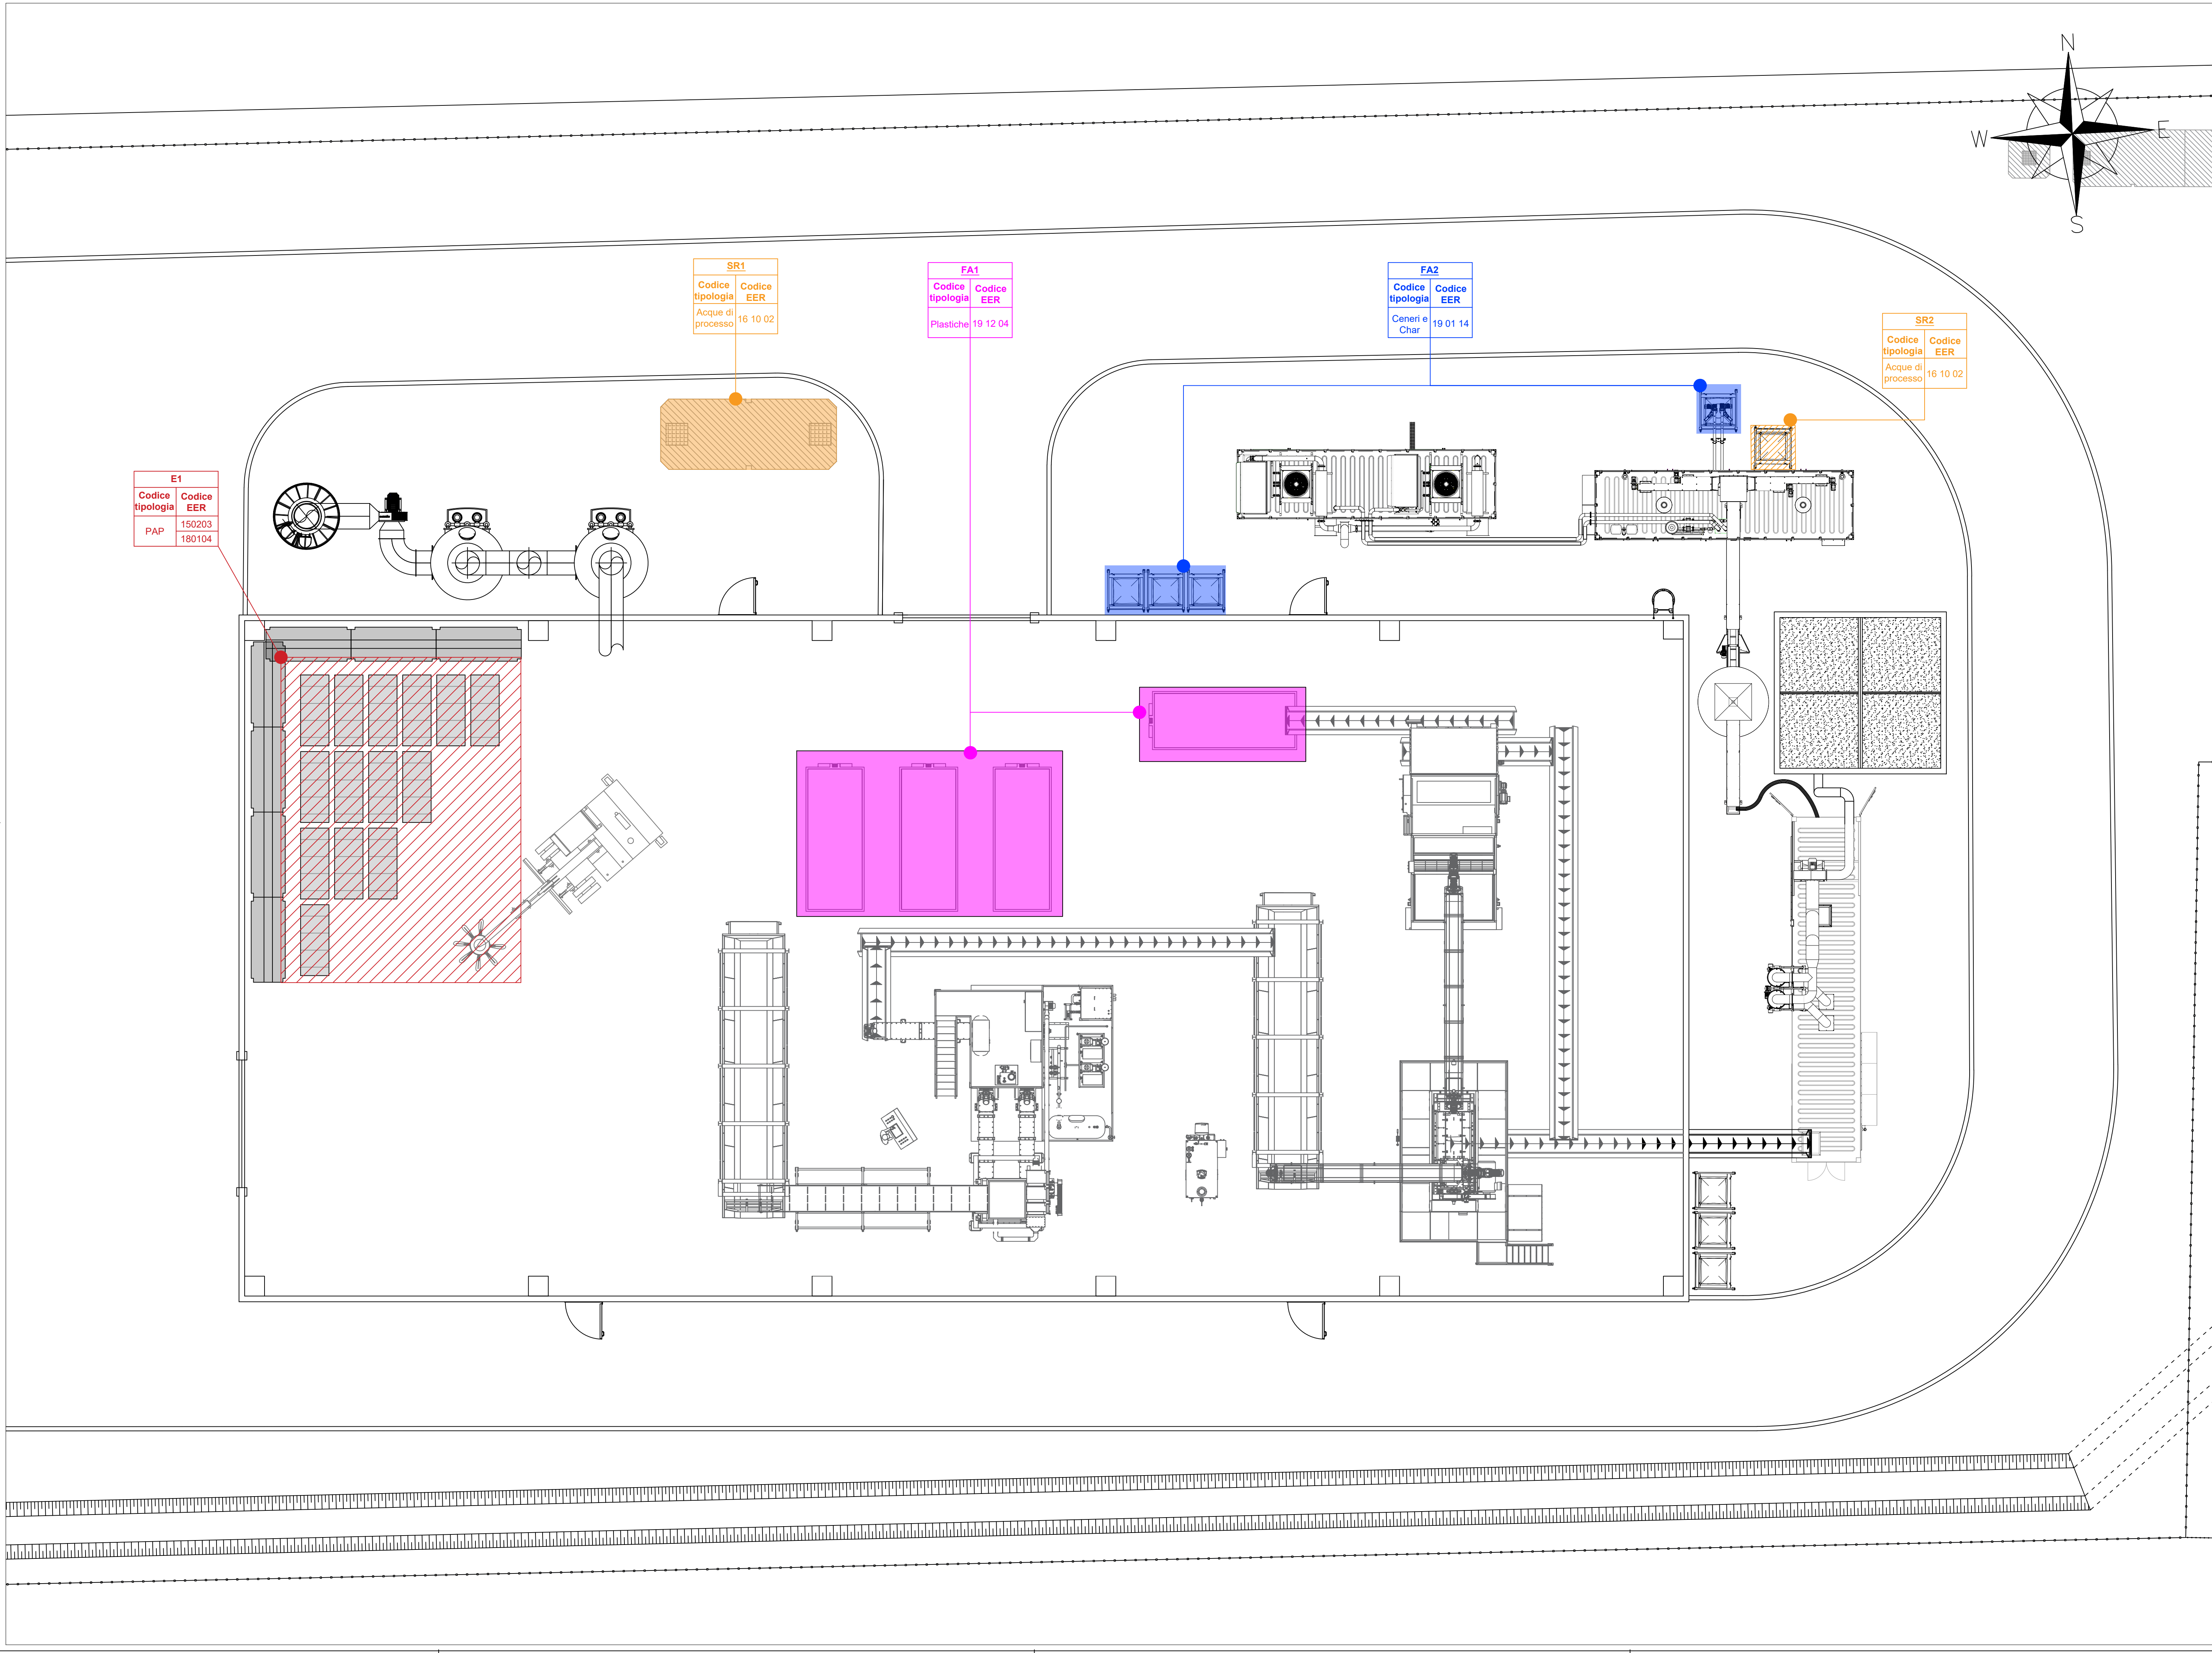 N
W
E
S
SR1
Codice tipologia
Codice EER
Acque di processo
16 10 02
FA1
Codice tipologia
Codice EER
Plastiche
19 12 04
FA2
Codice tipologia
Codice EER
Ceneri e Char
19 01 14
SR2
Codice tipologia
Codice EER
Acque di processo
16 10 02
E1
Codice tipologia
Codice EER
PAP
150203
180104